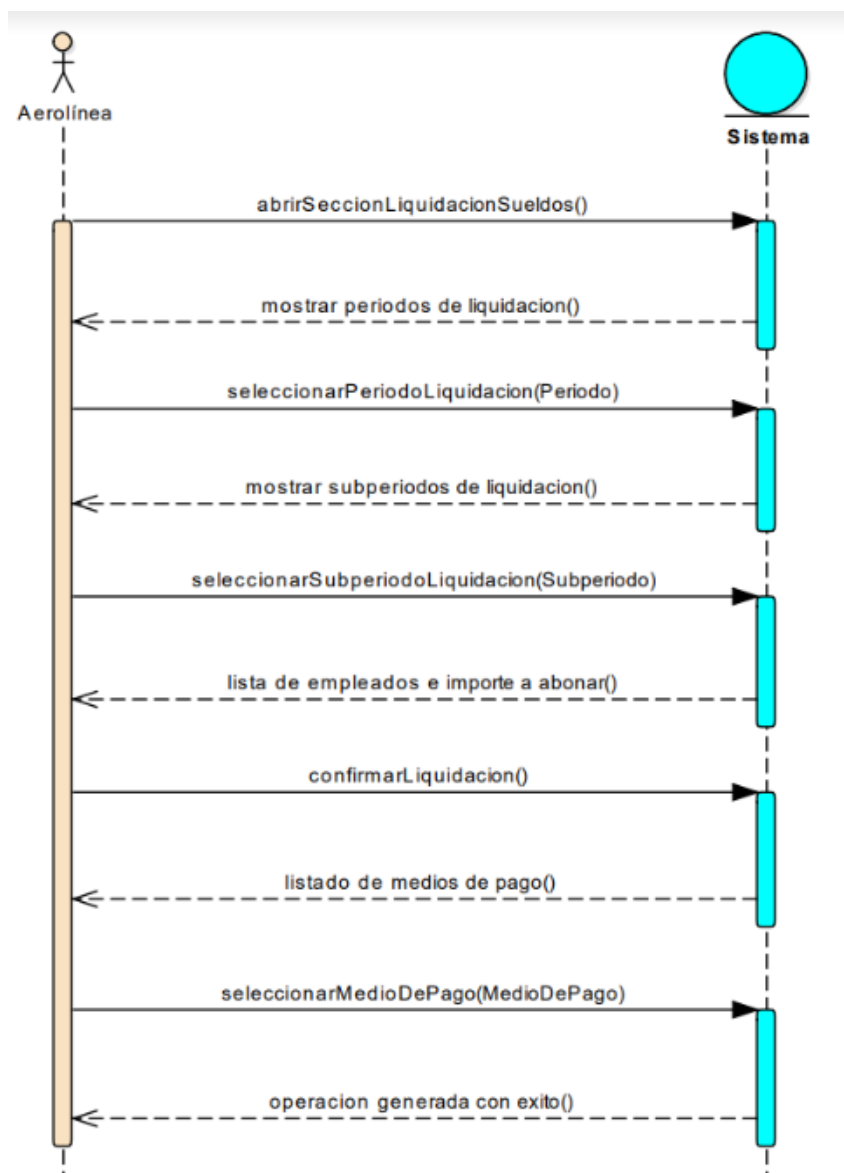 Aerolínea
Sistema
abrirSeccionLiquidacionSueldos()
mostrar periodos de liquidacion()
seleccionarPeriodoLiquidacion(Periodo)
mostrar subperiodos de liquidacion()
seleccionarSubperiodoLiquidacion(Subperiodo)
lista de empleados e importe a abonar()
confirmarLiquidacion()
listado de medios de pago()
seleccionarMedioDePago(MedioDePago)
operacion generada con exito()